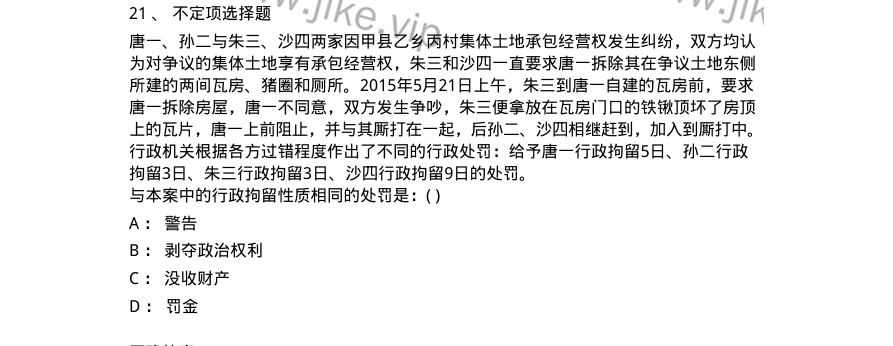 www.jlke.vip
21 、 不定项选择题
唐一、孙二与朱三、沙四两家因甲县乙乡丙村集体土地承包经营权发生纠纷，双方均认
为对争议的集体土地享有承包经营权，朱三和沙四一直要求唐一拆除其在争议土地东侧
所建的两间瓦房、猪圈和厕所。2015年5月21日上午，朱三到唐一自建的瓦房前，要求
唐一拆除房屋，唐一不同意，双方发生争吵，朱三便拿放在瓦房门口的铁锹顶坏了房顶
上的瓦片，唐一上前阻止，并与其厮打在一起，后孙二、沙四相继赶到，加入到厮打中。
行政机关根据各方过错程度作出了不同的行政处罚：给予唐一行政拘留5日、孙二行政
拘留3日、朱三行政拘留3日、沙四行政拘留9日的处罚。
与本案中的行政拘留性质相同的处罚是：( )
A： 警告
B： 剥夺政治权利
C： 没收财产
D： 罚金